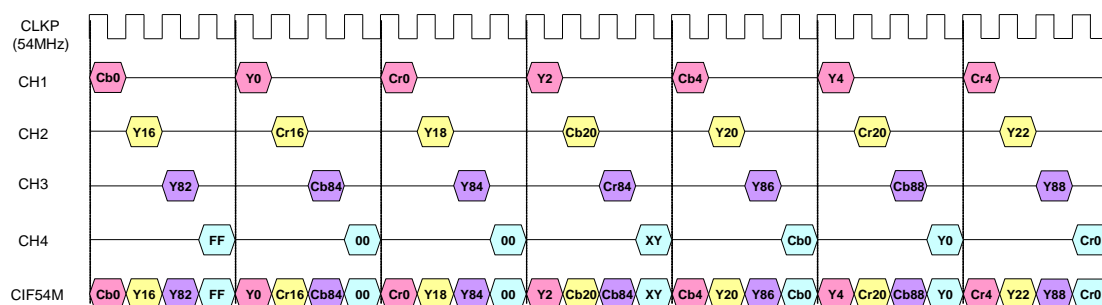 CLKP
(54MHz)
CH1 Cb0 Y0 Cr0 Y2 Cb4 Y4 Cr4
CH2 Y16 Cr16 Y18 Cb20 Y20 Cr20 Y22
CH3 Y82 Cb84 Y84 Cr84 Y86 Cb88 Y88
CH4 FF 00 00 XY Cb0 Y0 Cr0
CIF54M Cb0 Y16 Y82 FF Y0 Cr16 Cb84 00 Cr0 Y18 Y84 00 Y2 Cb20 Cb84 XY Cb4 Y20 Y86 Cb0 Y4 Cr20 Cb88 Y0 Cr4 Y22 Y88 Cr0